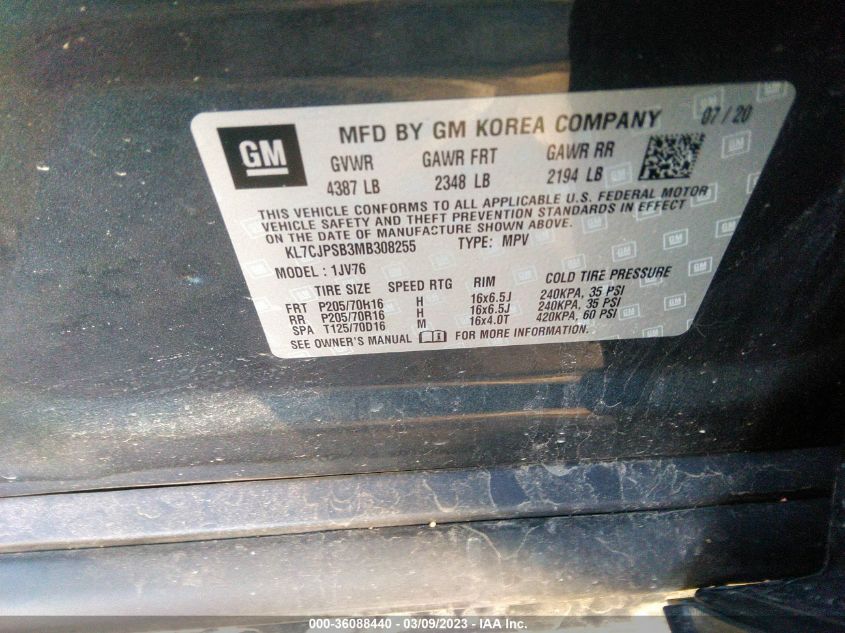 GM
MFD BY GM KOREA COMPANY 07/20
GVWR GAWR FRT GAWR RR
4387 LB 2348 LB 2194 LB
THIS VEHICLE CONFORMS TO ALL APPLICABLE U.S. FEDERAL MOTOR
VEHICLE SAFETY AND THEFT PREVENTION STANDARDS IN EFFECT
ON THE DATE OF MANUFACTURE SHOWN ABOVE.
KL7CJPSB3MB308255 TYPE: MPV
MODEL: 1JV76
TIRE SIZE SPEED RTG RIM COLD TIRE PRESSURE
FRT P205/70R16 H 16x6.5J 240KPA, 35 PSI
RR P205/70R16 H 16x6.5J 240KPA, 35 PSI
SPA T125/70D16 M 16x4.0T 420KPA, 60 PSI
SEE OWNER'S MANUAL FOR MORE INFORMATION.
000-36088440 - 03/09/2023 - IAA Inc.